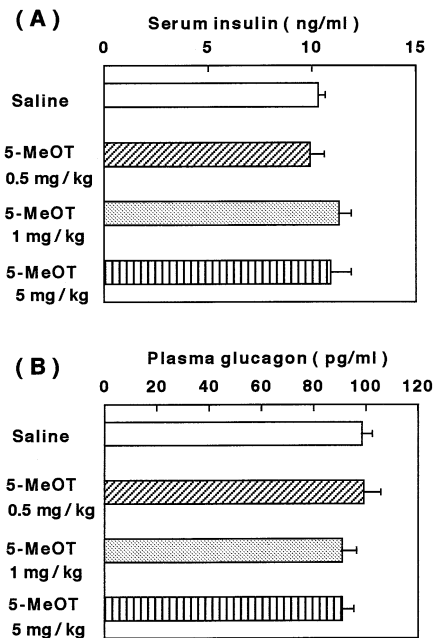 (A)
Serum insulin ( ng/ml )
0 5 10 15
Saline
5-MeOT
0.5 mg/kg
5-MeOT
1 mg/kg
5-MeOT
5 mg/kg
(B)
Plasma glucagon ( pg/ml )
0 20 40 60 80 100 120
Saline
5-MeOT
0.5 mg/kg
5-MeOT
1 mg/kg
5-MeOT
5 mg/kg